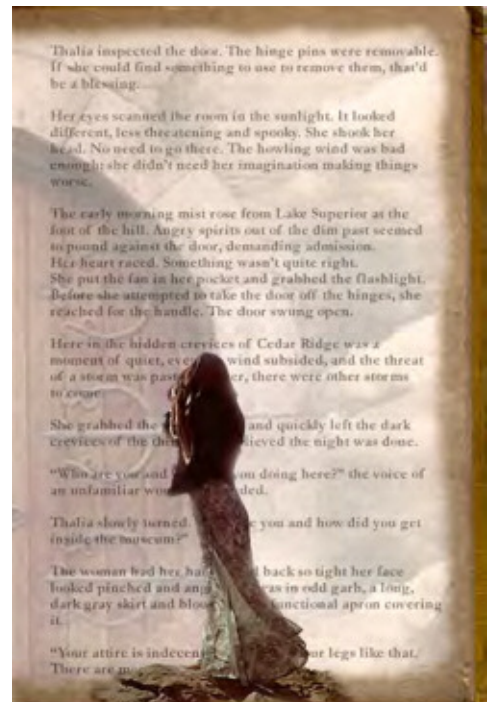 Thalia inspected the door. The hinge pins were removable.
If she could find something to use to remove them, that'd
be a blessing.
Her eyes scanned the room in the sunlight. It looked
different, less threatening and spooky. She shook her
head. No need to go there. The howling wind was bad
enough; she didn't need her imagination making things
worse.
The early morning mist rose from Lake Superior at the
foot of the hill. Angry spirits out of the dim past seemed
to pound against the door, demanding admission.
Her heart raced. Something wasn't quite right.
She put the fan in her pocket and grabbed the flashlight.
Before she attempted to take the door off the hinges, she
reached for the handle. The door swung open.
Here in the hidden crevices of Cedar Ridge was a
moment of quiet, wind subsided, and the threat
of a storm was there were other storms
to come.
She grabbed the and quickly left the dark
crevices of the the night was done.
"Who are you and doing here?" the voice of
an unfamiliar
Thalia slowly turned. you and how did you get
inside the museum?"
The woman had her back so tight her face
looked pinched and in odd garb, a long,
dark gray skirt and functional apron covering
it.
"Your attire is legs like that.
There are